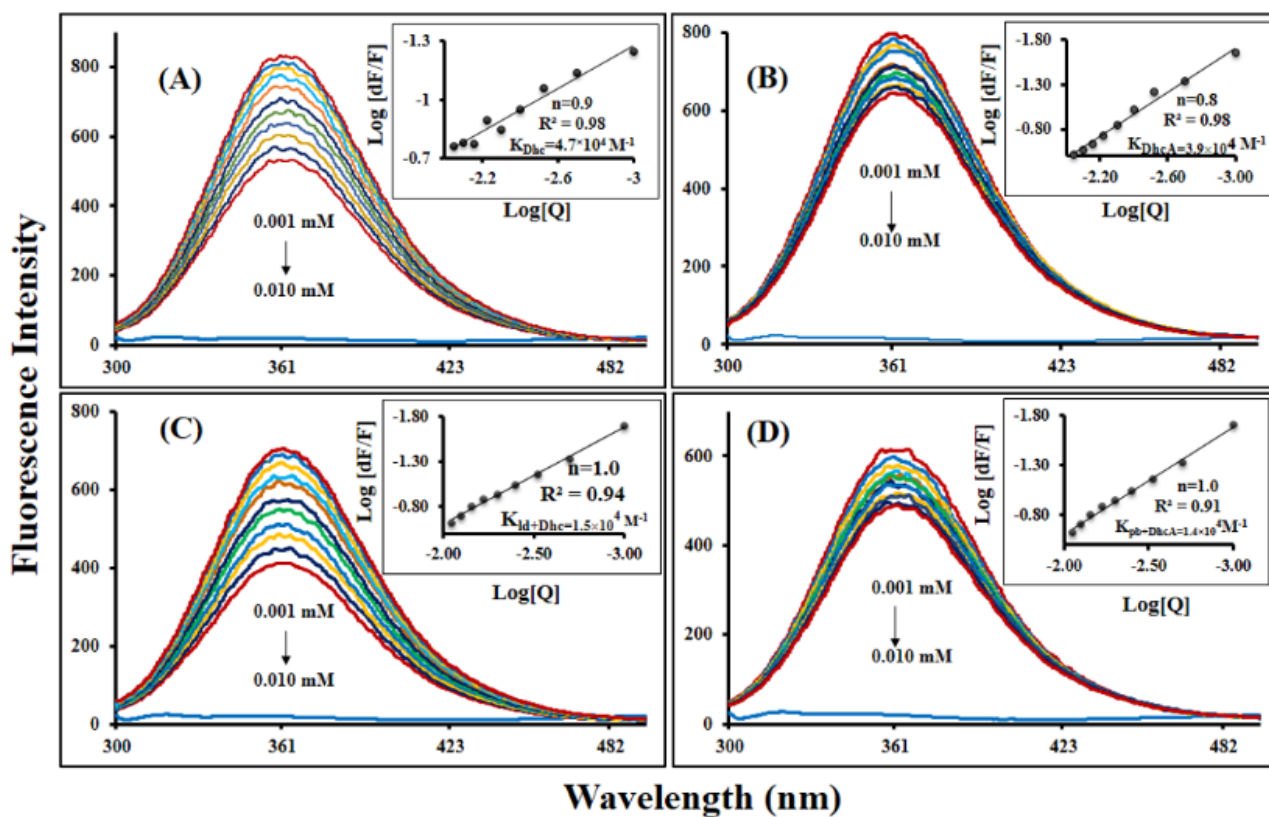 Fluorescence Intensity
(A)
800
600
400
200
0
300
361
423
482
0.001 mM
0.010 mM
Log [dF/F]
-1.3
-1
-0.7
-2.2
-2.6
-3
n=0.9
R² = 0.98
K_Dhc=4.7*10⁴ M⁻¹
Log[Q]
(B)
800
600
400
200
0
300
361
423
482
0.001 mM
0.010 mM
Log [dF/F]
-1.80
-1.30
-0.80
-2.20
-2.60
-3.00
n=0.8
R² = 0.98
K_DhcA=3.9×10⁴ M⁻¹
Log[Q]
(C)
800
600
400
200
0
300
361
423
482
0.001 mM
0.010 mM
Log [dF/F]
-1.80
-1.30
-0.80
-2.00
-2.50
-3.00
n=1.0
R² = 0.94
K_ld+Dhc=1.5×10⁴ M⁻¹
Log[Q]
(D)
600
400
200
0
300
361
423
482
0.001 mM
0.010 mM
Log [dF/F]
-1.80
-1.30
-0.80
-2.00
-2.50
-3.00
n=1.0
R² = 0.91
K_pb+DhcA=1.4×10⁴M⁻¹
Log[Q]
Wavelength (nm)